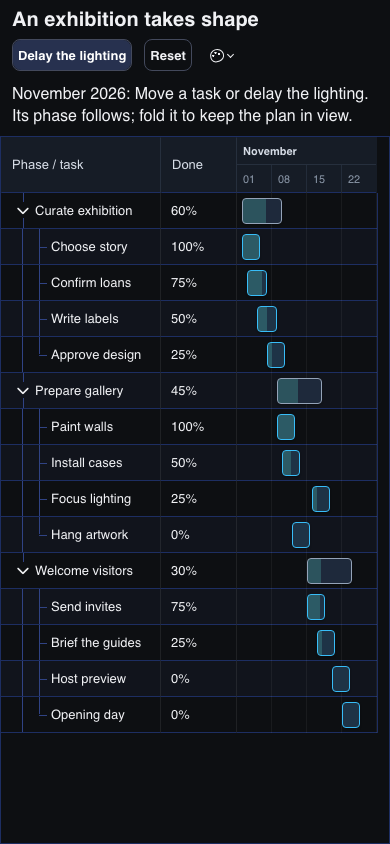 An exhibition takes shape
Delay the lighting
Reset
November 2026: Move a task or delay the lighting.
Its phase follows; fold it to keep the plan in view.
Phase / task
Done
November
01
08
15
22
Curate exhibition 60%
Choose story 100%
Confirm loans 75%
Write labels 50%
Approve design 25%
Prepare gallery 45%
Paint walls 100%
Install cases 50%
Focus lighting 25%
Hang artwork 0%
Welcome visitors 30%
Send invites 75%
Brief the guides 25%
Host preview 0%
Opening day 0%